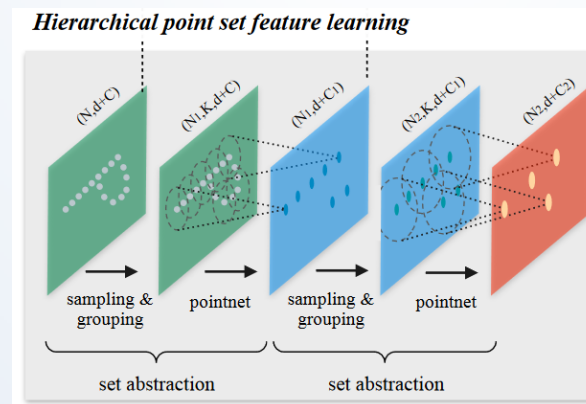 Hierarchical point set feature learning
(N,d+C)
(N1,K,d+C)
(N1,d+C1)
(N2,K,d+C1)
(N2,d+C2)
sampling &
grouping
pointnet
sampling &
grouping
pointnet
set abstraction
set abstraction